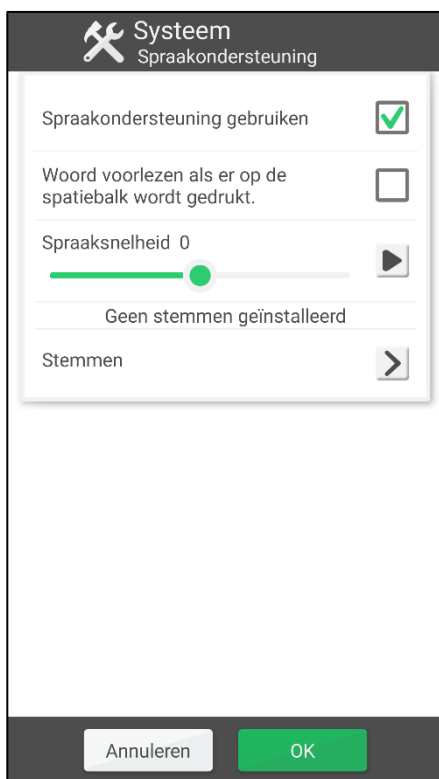 Systeem
Spraakondersteuning
Spraakondersteuning gebruiken
Woord voorlezen als er op de
spatiebalk wordt gedrukt.
Spraaksnelheid 0
Geen stemmen geïnstalleerd
Stemmen
Annuleren
OK